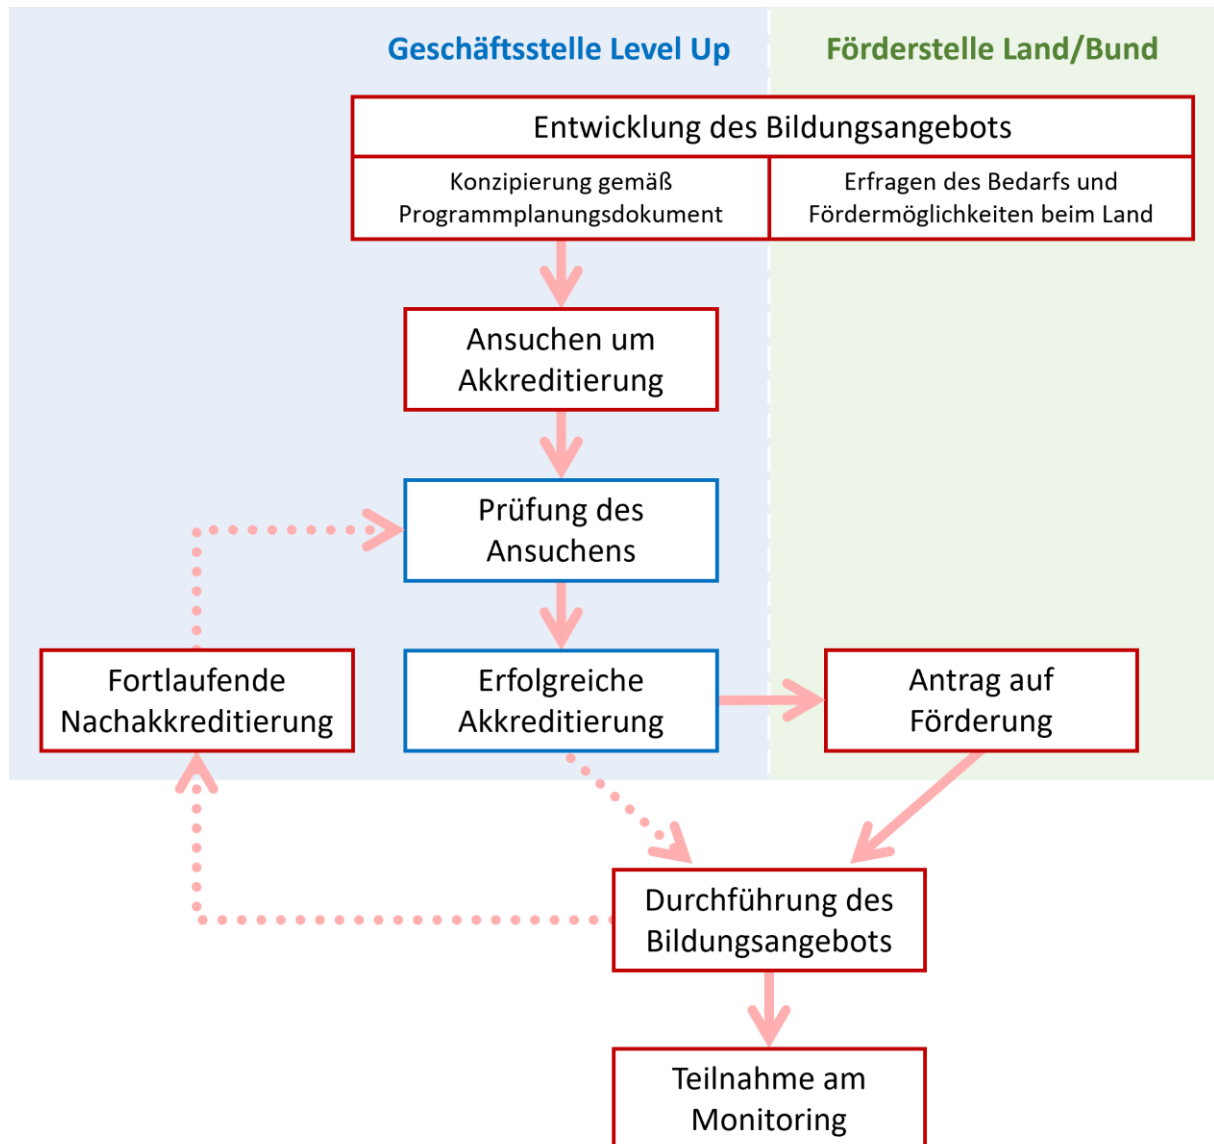 Geschäftsstelle Level Up
Förderstelle Land/Bund
Entwicklung des Bildungsangebots
Konzipierung gemäß
Programmplanungsdokument
Erfragen des Bedarfs und
Fördermöglichkeiten beim Land
Ansuchen um
Akkreditierung
Prüfung des
Ansuchens
Fortlaufende
Nachakkreditierung
Erfolgreiche
Akkreditierung
Antrag auf
Förderung
Durchführung des
Bildungsangebots
Teilnahme am
Monitoring